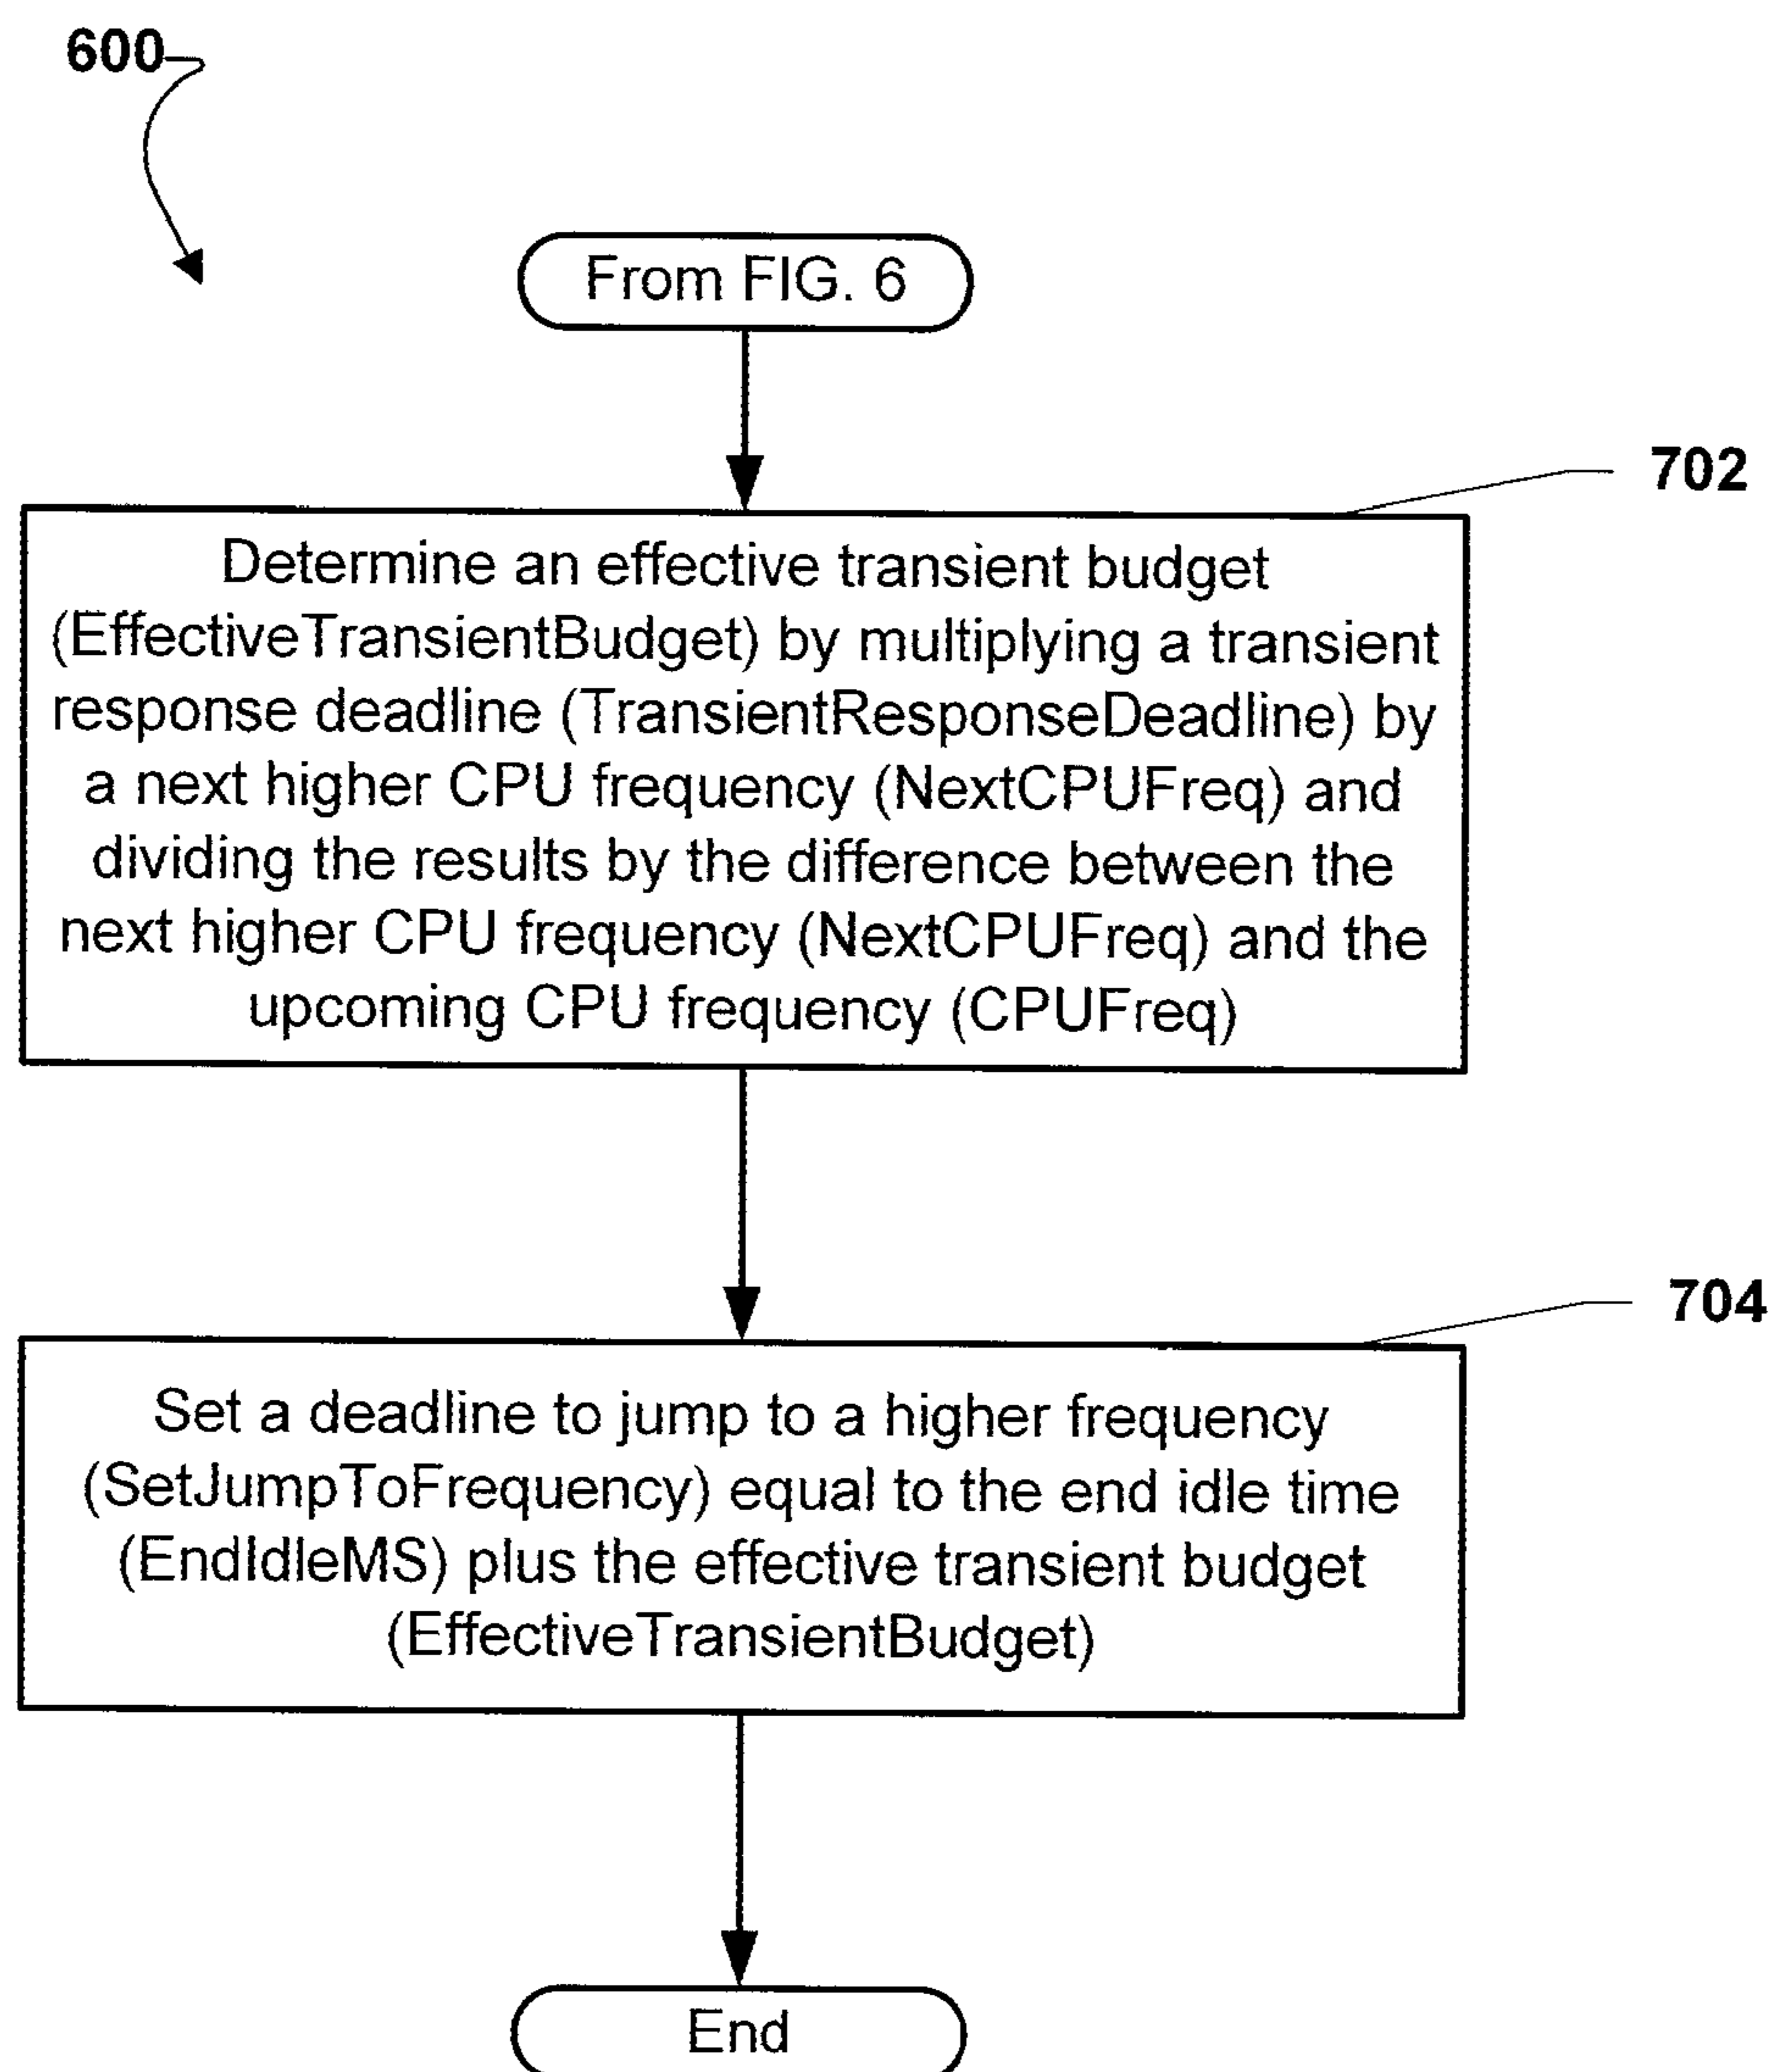 600
From FIG. 6
702
Determine an effective transient budget
(EffectiveTransientBudget) by multiplying a transient
response deadline (TransientResponseDeadline) by
a next higher CPU frequency (NextCPUFreq) and
dividing the results by the difference between the
next higher CPU frequency (NextCPUFreq) and the
upcoming CPU frequency (CPUFreq)
704
Set a deadline to jump to a higher frequency
(SetJumpToFrequency) equal to the end idle time
(EndIdleMS) plus the effective transient budget
(EffectiveTransientBudget)
End